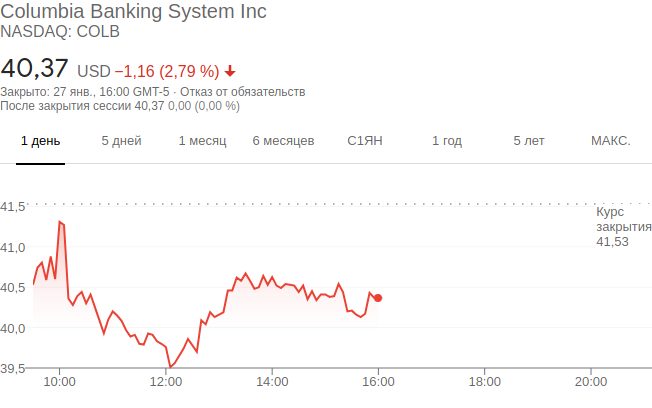 Columbia Banking System Inc
NASDAQ: COLB
40,37 USD −1,16 (2,79 %)
Закрыто: 27 янв., 16:00 GMT-5 · Отказ от обязательств
После закрытия сессии 40,37 0,00 (0,00 %)
1 день 5 дней 1 месяц 6 месяцев С1ЯН 1 год 5 лет МАКС.
41,5
Курс
закрытия
41,53
41,0
40,5
40,0
39,5
10:00 12:00 14:00 16:00 18:00 20:00